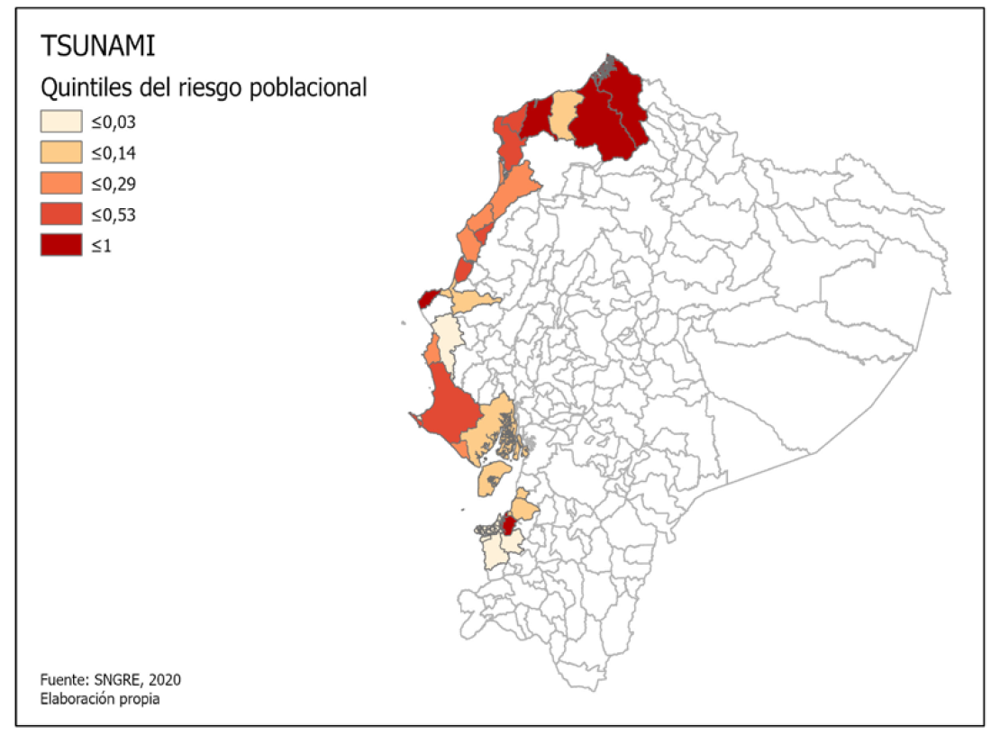 TSUNAMI
Quintiles del riesgo poblacional
≤0,03
≤0,14
≤0,29
≤0,53
≤1
Fuente: SNGRE, 2020
Elaboración propia